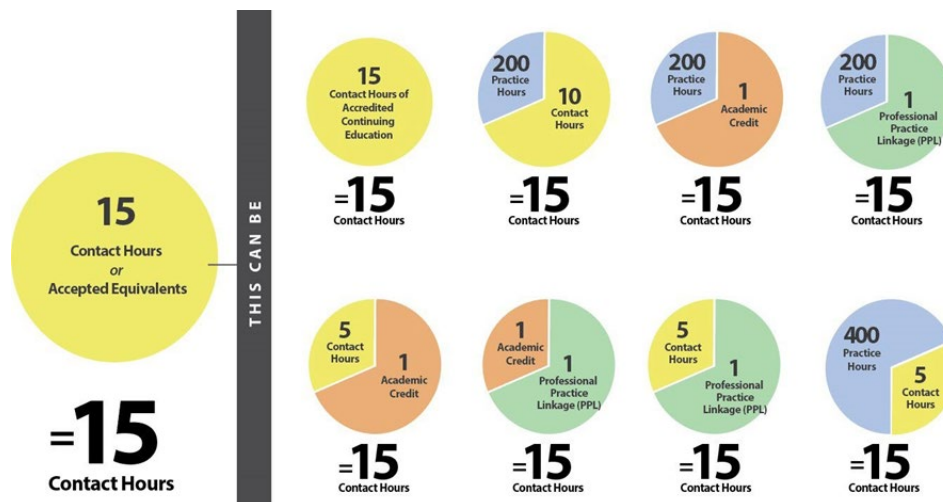 15
Contact Hours
or
Accepted Equivalents
=15
Contact Hours
THIS CAN BE
15
Contact Hours of
Accredited
Continuing
Education
=15
Contact Hours
200
Practice
Hours
10
Contact
Hours
=15
Contact Hours
200
Practice
Hours
1
Academic
Credit
=15
Contact Hours
200
Practice
Hours
1
Professional
Practice
Linkage (PPL)
=15
Contact Hours
5
Contact
Hours
1
Academic
Credit
=15
Contact Hours
1
Academic
Credit
1
Professional
Practice
Linkage (PPL)
=15
Contact Hours
5
Contact
Hours
1
Professional
Practice
Linkage (PPL)
=15
Contact Hours
400
Practice
Hours
5
Contact
Hours
=15
Contact Hours